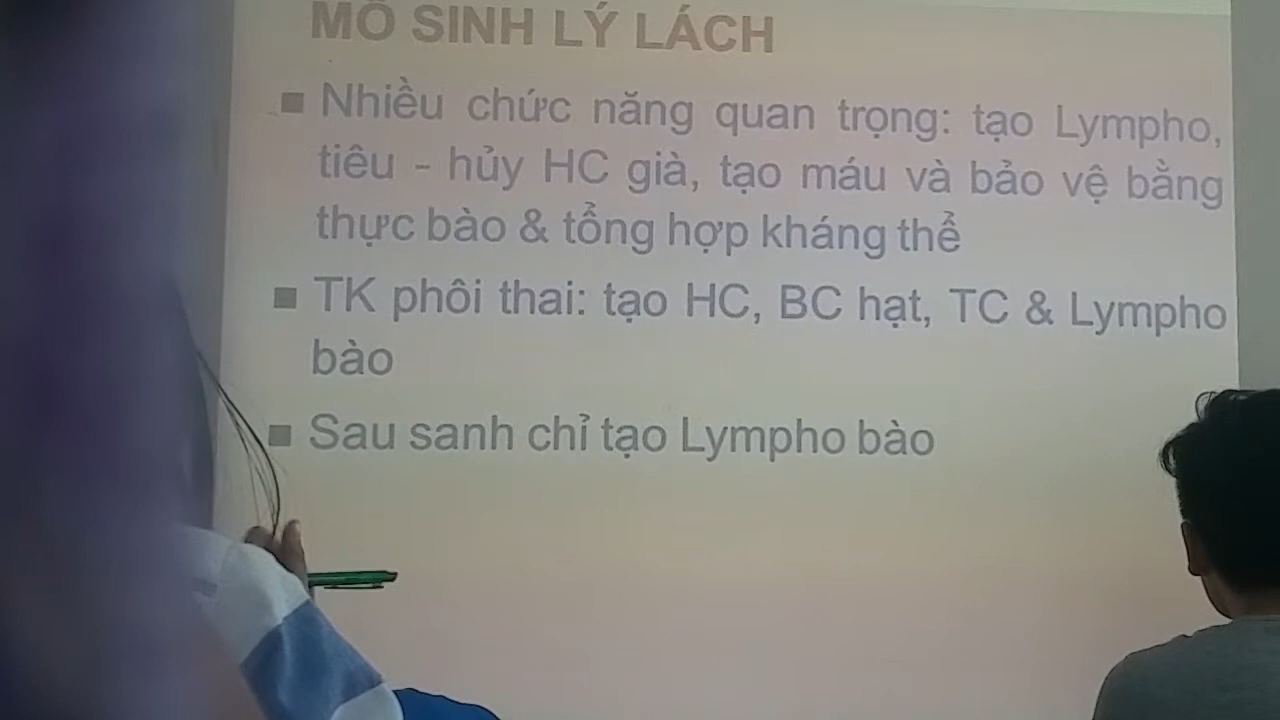 MÔ SINH LÝ LÁCH
Nhiều chức năng quan trọng: tạo Lympho,
tiêu - hủy HC già, tạo máu và bảo vệ bằng
thực bào & tổng hợp kháng thể
TK phôi thai: tạo HC, BC hạt, TC & Lympho
bào
Sau sanh chỉ tạo Lympho bào